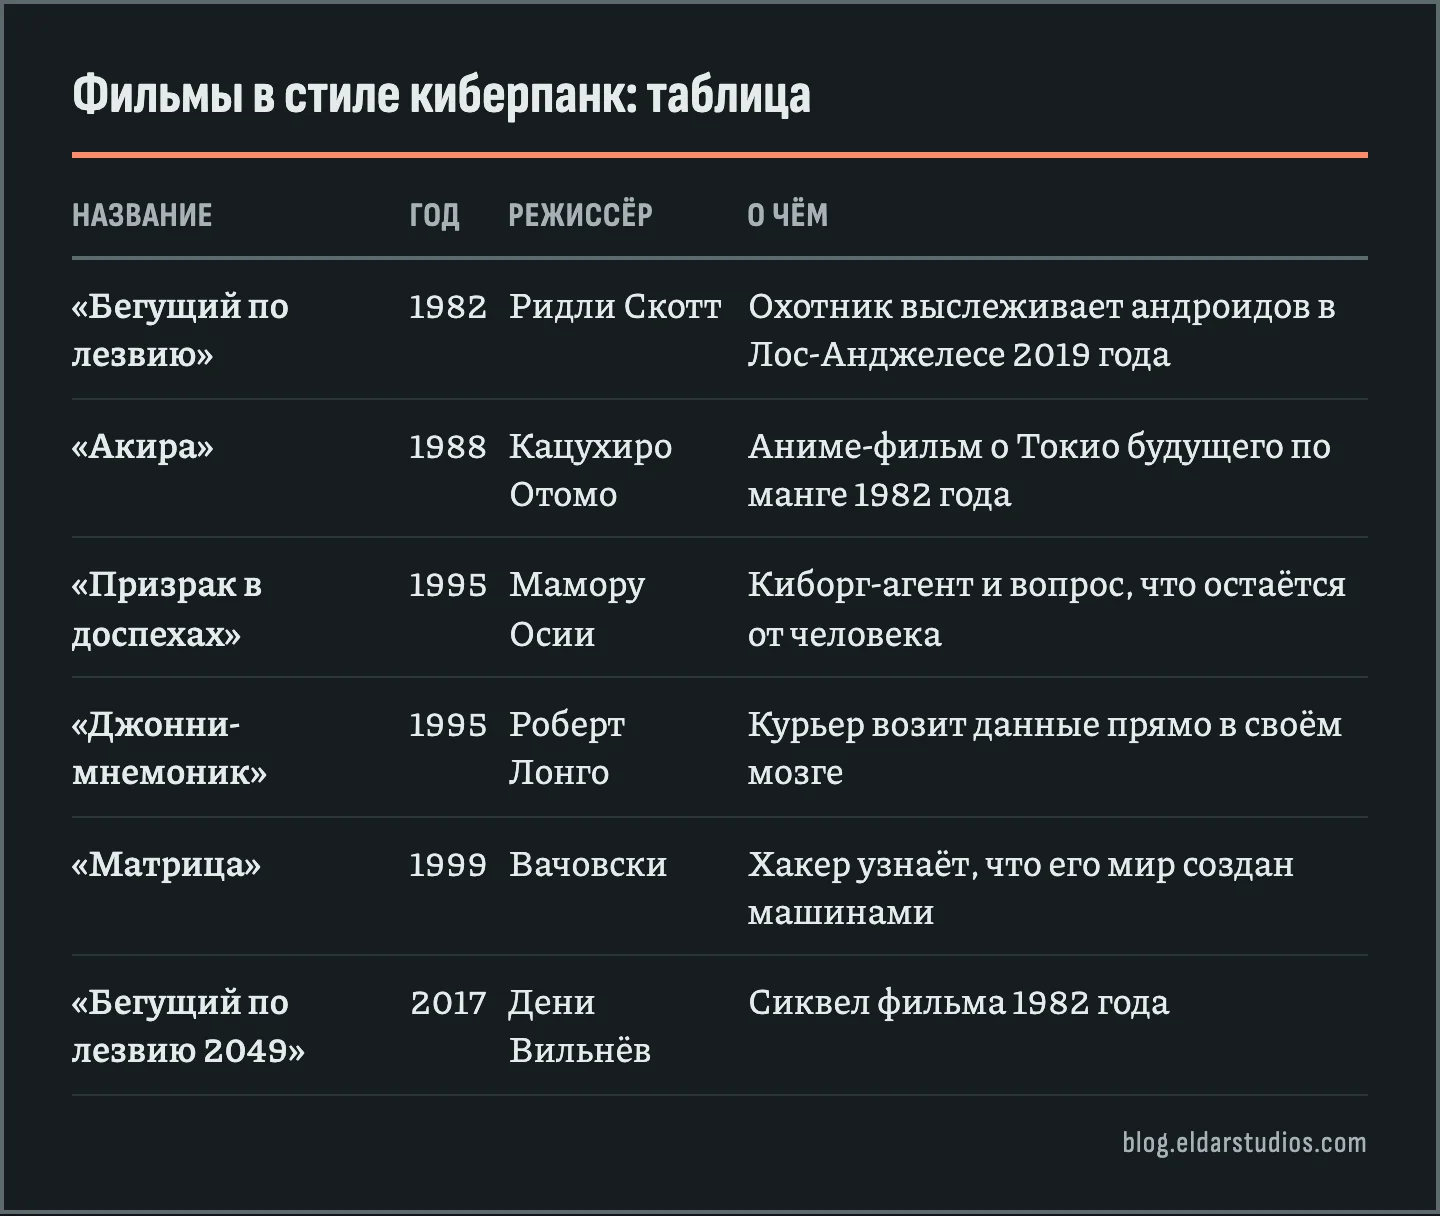 Фильмы в стиле киберпанк: таблица
НАЗВАНИЕ ГОД РЕЖИССЁР О ЧЁМ
«Бегущий по 1982 Ридли Скотт Охотник выслеживает андроидов в
лезвию» Лос-Анджелесе 2019 года
«Акира» 1988 Кацухиро Аниме-фильм о Токио будущего по
Отомо манге 1982 года
«Призрак в 1995 Мамору Киборг-агент и вопрос, что остаётся
доспехах» Осии от человека
«Джонни- 1995 Роберт Курьер возит данные прямо в своём
мнемоник» Лонго мозге
«Матрица» 1999 Вачовски Хакер узнаёт, что его мир создан
машинами
«Бегущий по 2017 Дени Сиквел фильма 1982 года
лезвию 2049» Вильнёв
blog.eldarstudios.com